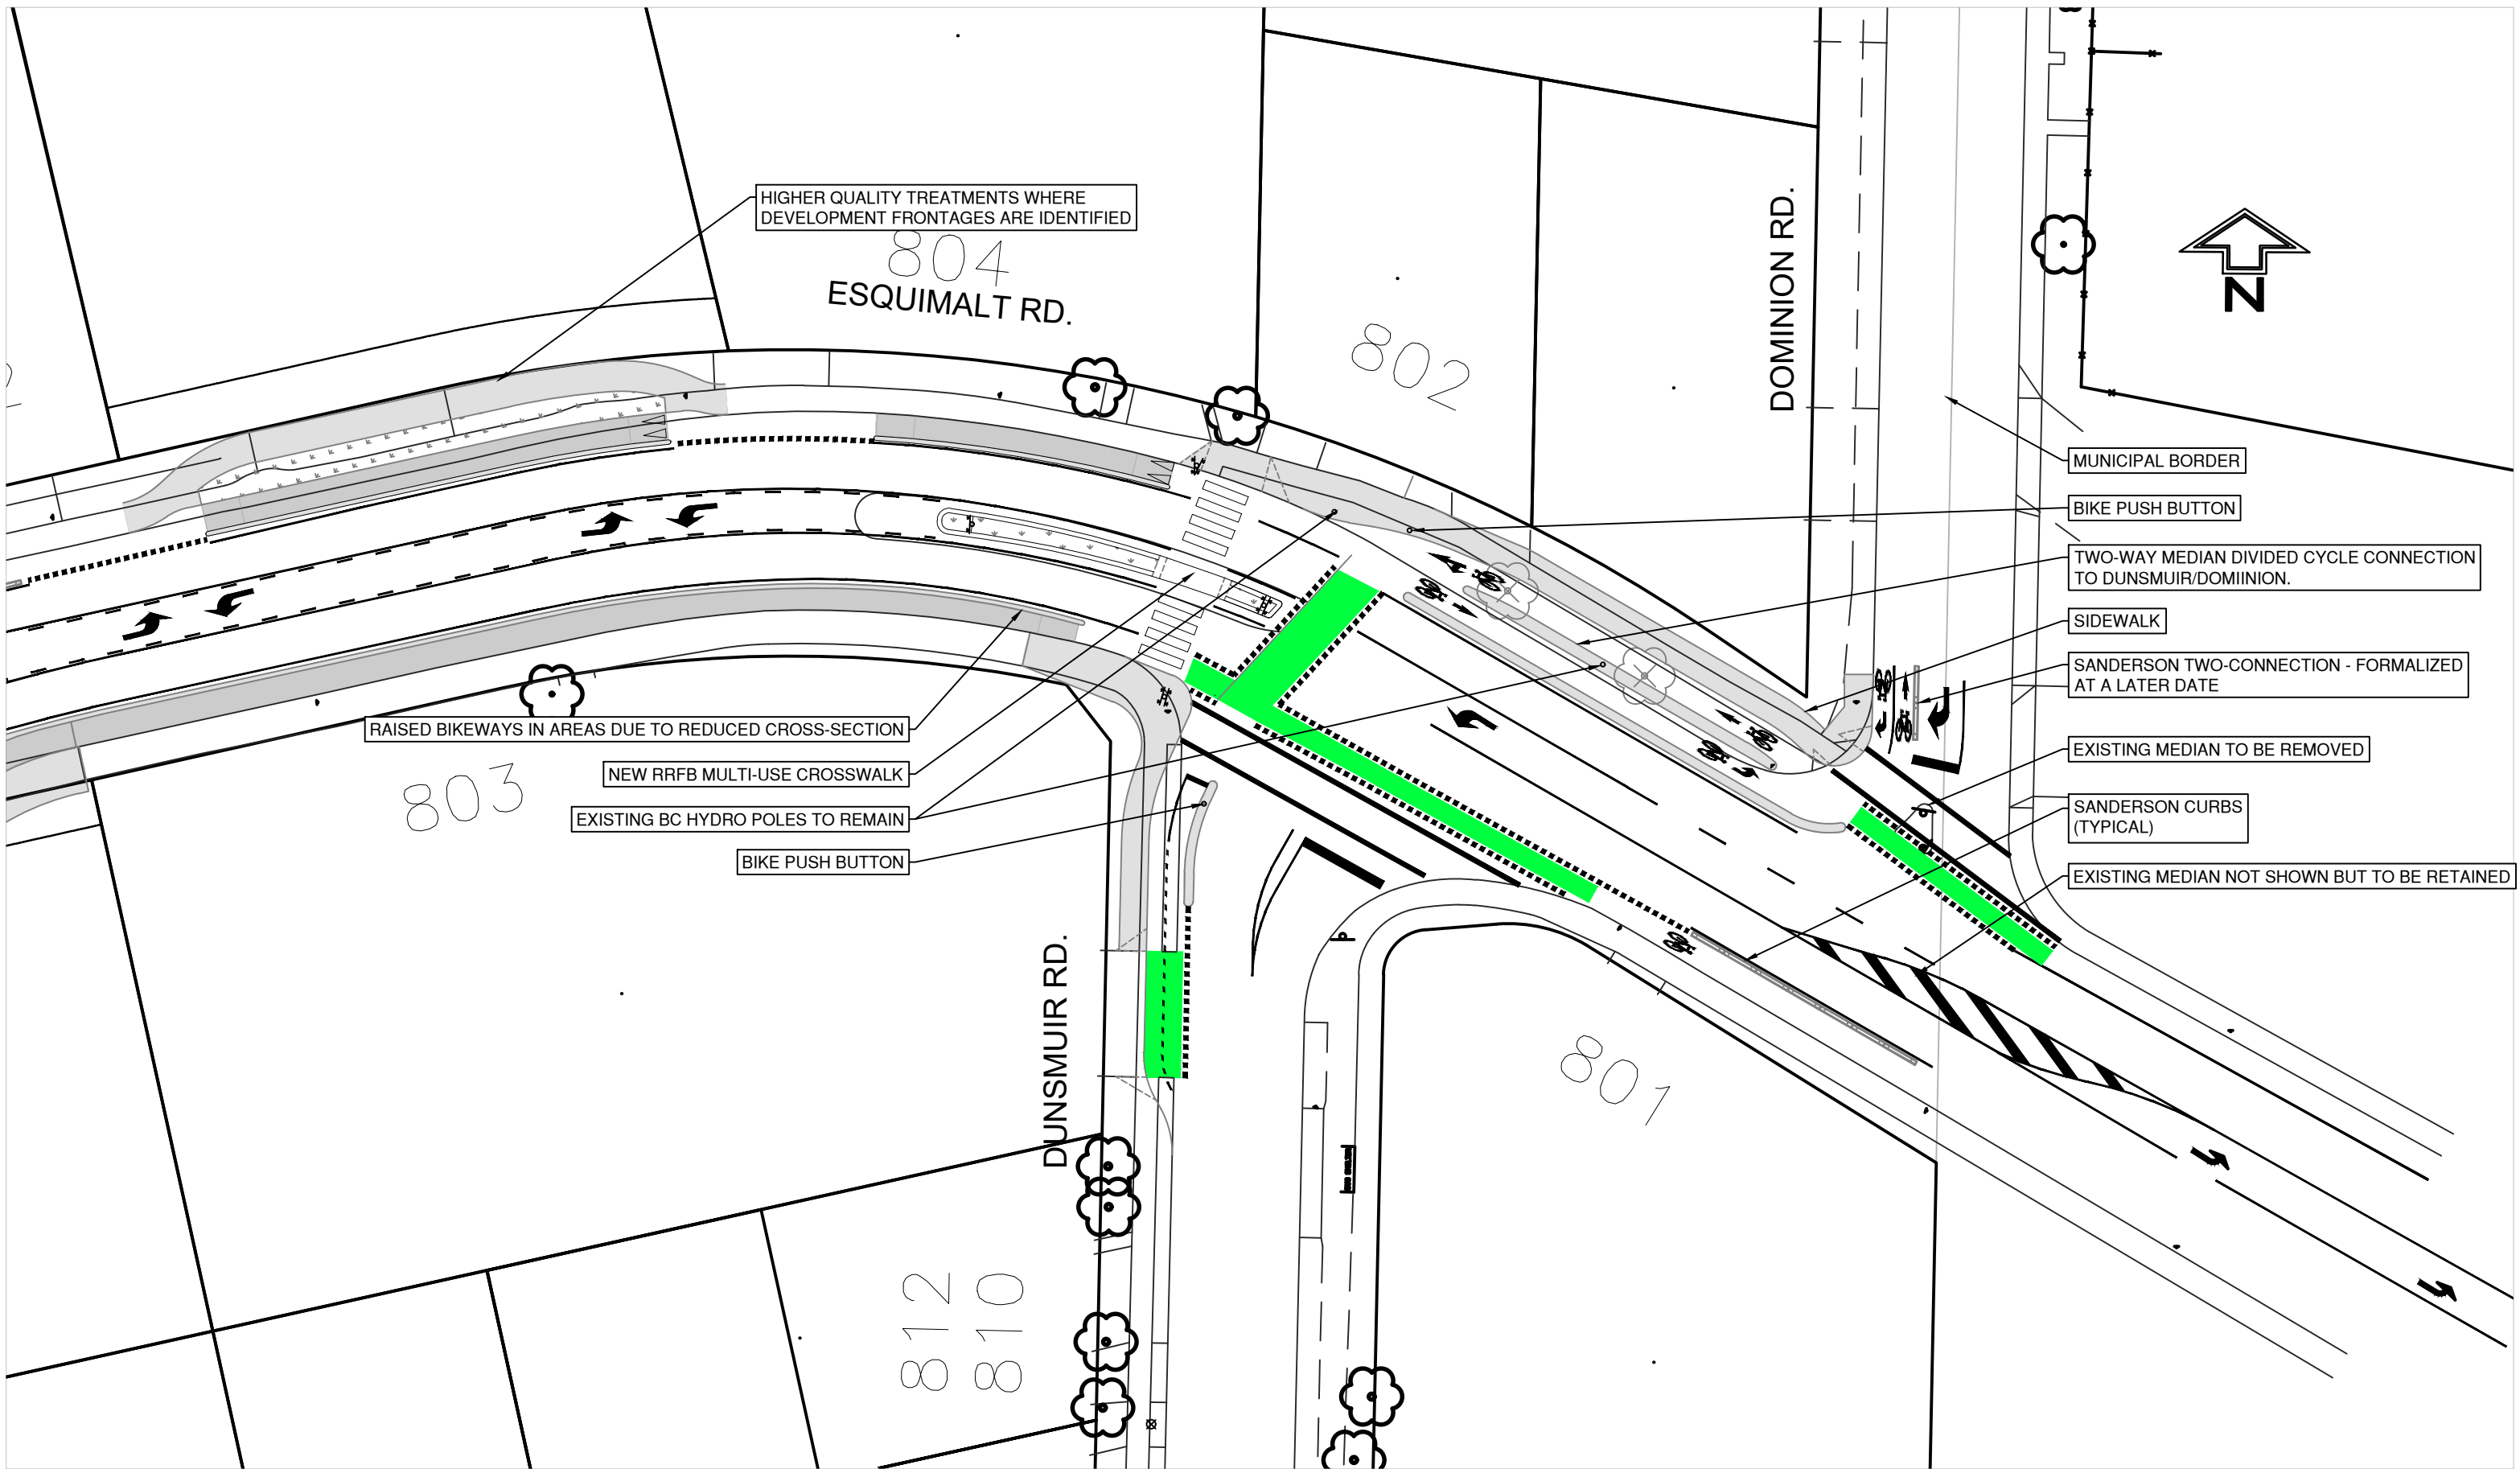 HIGHER QUALITY TREATMENTS WHERE
DEVELOPMENT FRONTAGES ARE IDENTIFIED
804
ESQUIMALT RD.
802
DOMINION RD.
N
MUNICIPAL BORDER
BIKE PUSH BUTTON
TWO-WAY MEDIAN DIVIDED CYCLE CONNECTION
TO DUNSMUIR/DOMIINION.
SIDEWALK
SANDERSON TWO-CONNECTION - FORMALIZED
AT A LATER DATE
EXISTING MEDIAN TO BE REMOVED
SANDERSON CURBS
(TYPICAL)
EXISTING MEDIAN NOT SHOWN BUT TO BE RETAINED
RAISED BIKEWAYS IN AREAS DUE TO REDUCED CROSS-SECTION
NEW RRFB MULTI-USE CROSSWALK
EXISTING BC HYDRO POLES TO REMAIN
BIKE PUSH BUTTON
803
DUNSMUIR RD.
801
812
810